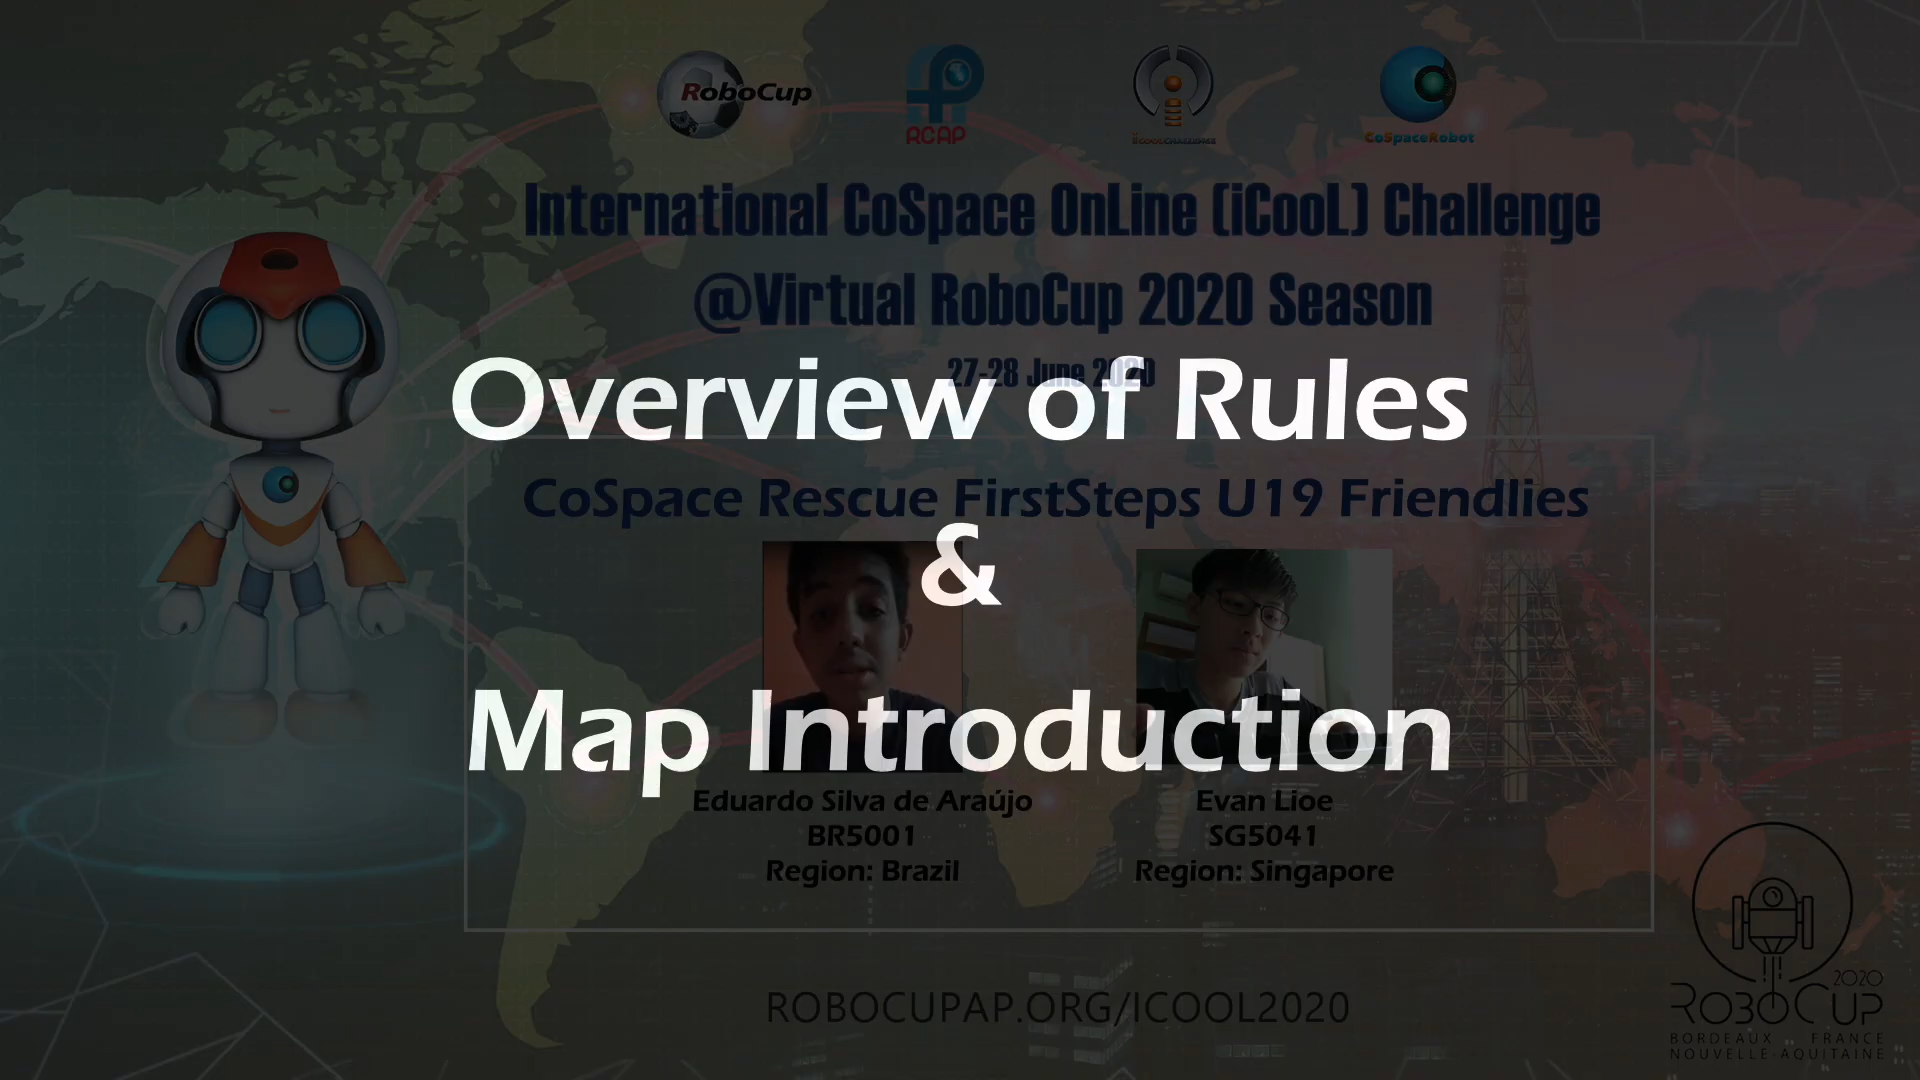 RoboCup
RCAP
iCOOLCHALLENGE
CoSpaceRobot
International CoSpace OnLine (iCooL) Challenge
@Virtual RoboCup 2020 Season
27-28 June 2020
Overview of Rules
CoSpace Rescue FirstSteps U19 Friendlies
&
Map Introduction
Eduardo Silva de Araújo
BR5001
Region: Brazil
Evan Lioe
SG5041
Region: Singapore
ROBOCUPAP.ORG/ICOOL2020
2020
ROBOCUP
BORDEAUX FRANCE
NOUVELLE-AQUITAINE